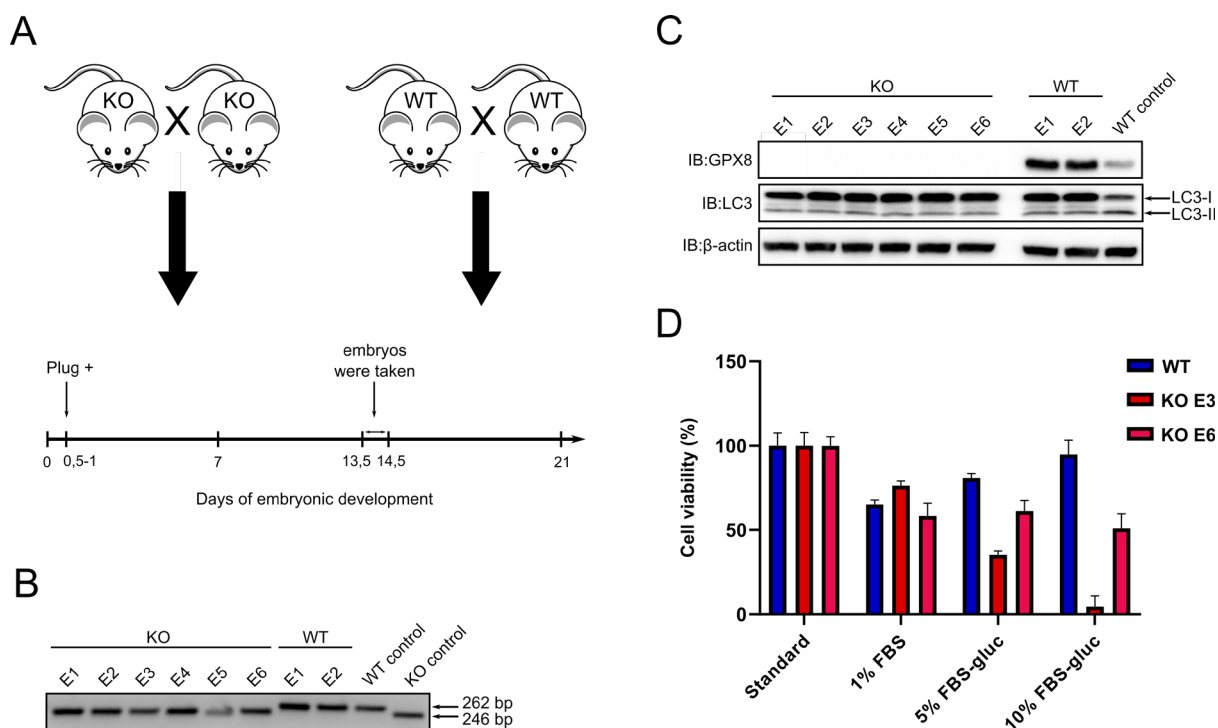 A
KO X KO
WT X WT
Plug +
embryos
were taken
0 0,5-1 7 13,5 14,5 21
Days of embryonic development
B
KO WT
E1 E2 E3 E4 E5 E6 E1 E2 WT control KO control
262 bp
246 bp
C
KO WT
E1 E2 E3 E4 E5 E6 E1 E2 WT control
IB:GPX8
IB:LC3 LC3-I
LC3-II
IB:β-actin
D
WT
KO E3
KO E6
Cell viability (%)
150
100
50
0
Standard 1% FBS 5% FBS-gluc 10% FBS-gluc